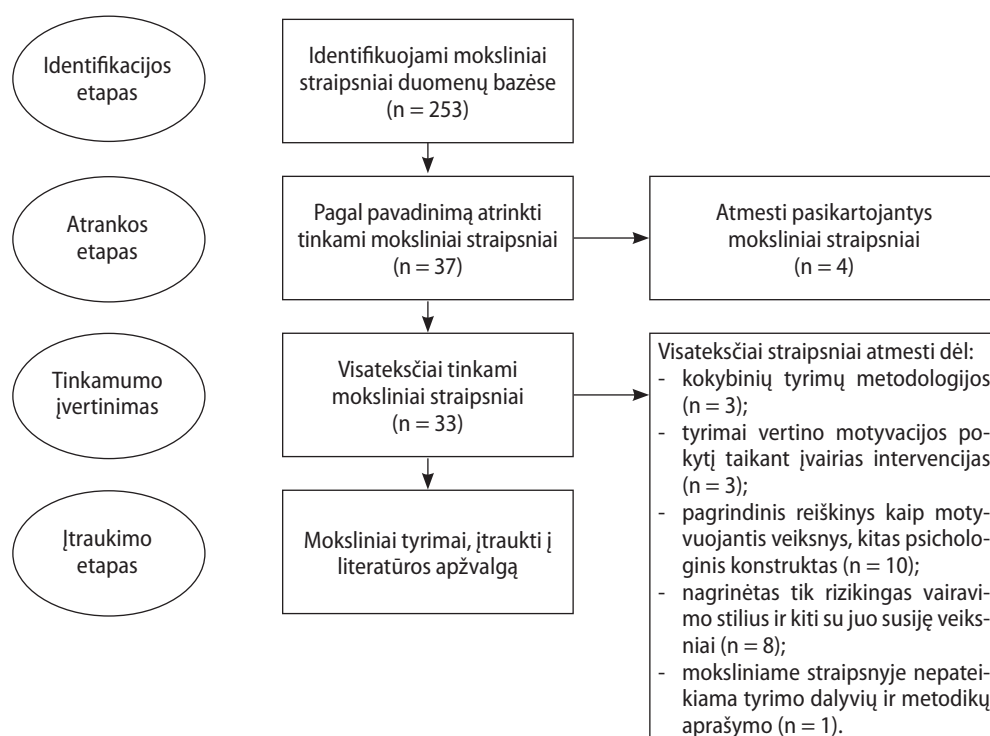 Identifikacijos
etapas
Identifikuojami moksliniai
straipsniai duomenų bazėse
(n = 253)
Atrankos
etapas
Pagal pavadinimą atrinkti
tinkami moksliniai straipsniai
(n = 37)
Atmesti pasikartojantys
moksliniai straipsniai
(n = 4)
Tinkamumo
įvertinimas
Visateksčiai tinkami
moksliniai straipsniai
(n = 33)
Visateksčiai straipsniai atmesti dėl:
- kokybinių tyrimų metodologijos
(n = 3);
- tyrimai vertino motyvacijos po-
kytį taikant įvairias intervencijas
(n = 3);
- pagrindinis reiškinys kaip moty-
vuojantis veiksnys, kitas psicholo-
ginis konstruktas (n = 10);
- nagrinėtas tik rizikingas vairavi-
mo stilius ir kiti su juo susiję veiks-
niai (n = 8);
- moksliniame straipsnyje nepatei-
kiama tyrimo dalyvių ir metodikų
aprašymo (n = 1).
Įtraukimo
etapas
Moksliniai tyrimai, įtraukti į
literatūros apžvalgą